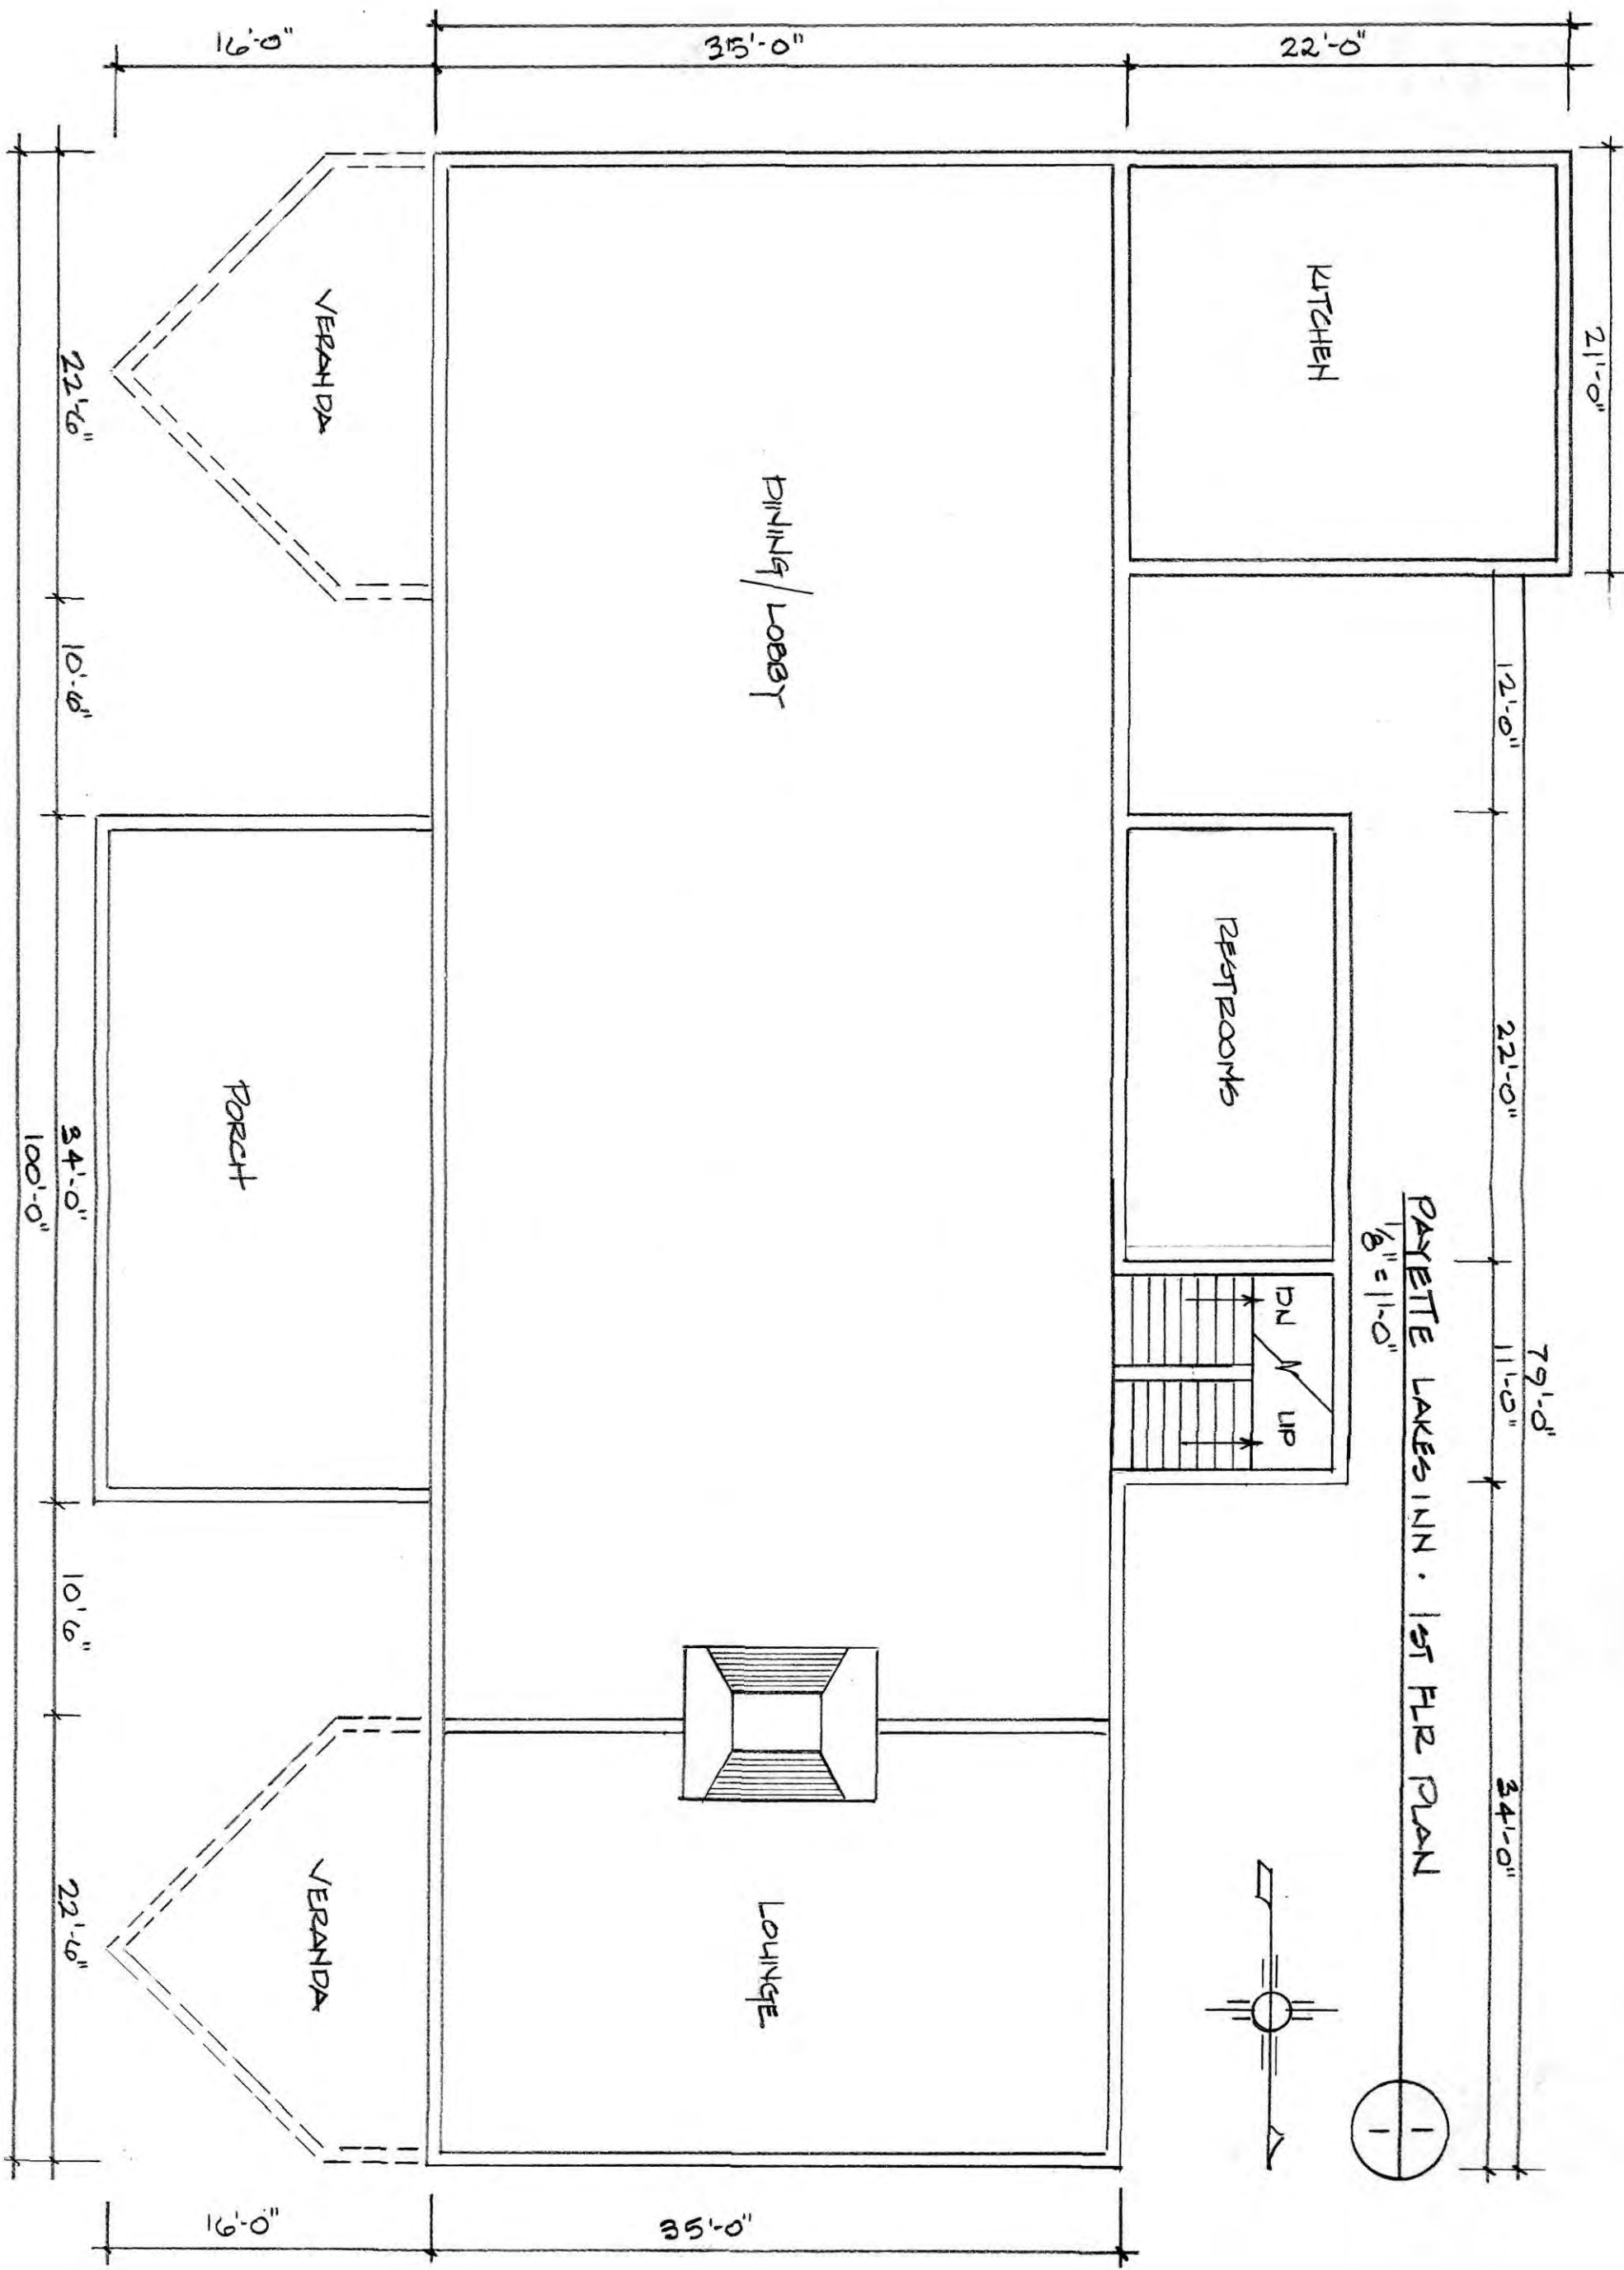 PAYETTE LAKES INN. 1ST FLR PLAN
1/8" = 1'-0"
79'-0"
12'-0"
22'-0"
11'-0"
34'-0"
21'-0"
22'-0"
35'-0"
16'-0"
KITCHEN
RESTROOMS
DN
UP
DINING/LOBBY
LOUNGE
VERANDA
PORCH
VERANDA
22'-6"
10'-6"
34'-0"
10'6"
22'-6"
100'-0"
35'-0"
16'-0"